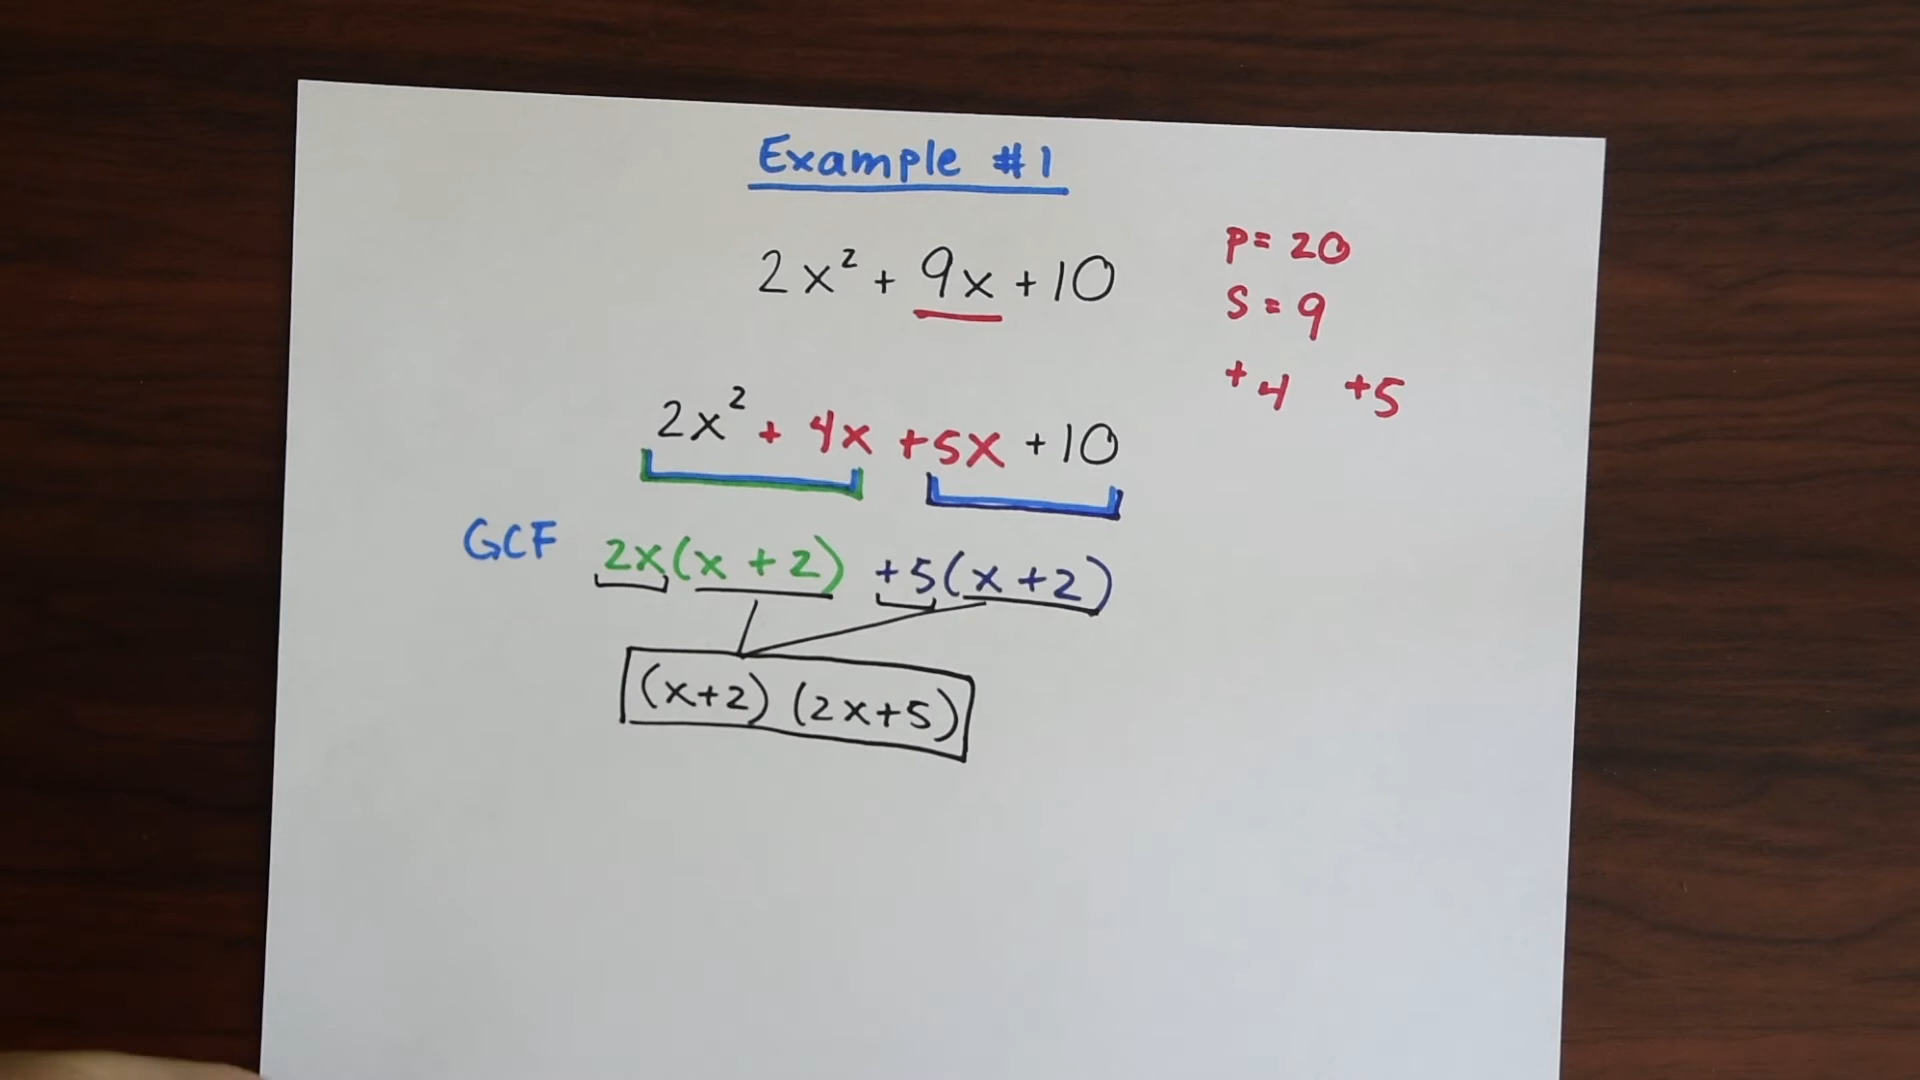 Example #1
2x² + 9x + 10
P = 20
S = 9
+4 +5
2x² + 4x + 5x + 10
GCF 2x(x + 2) + 5(x + 2)
(x+2) (2x+5)